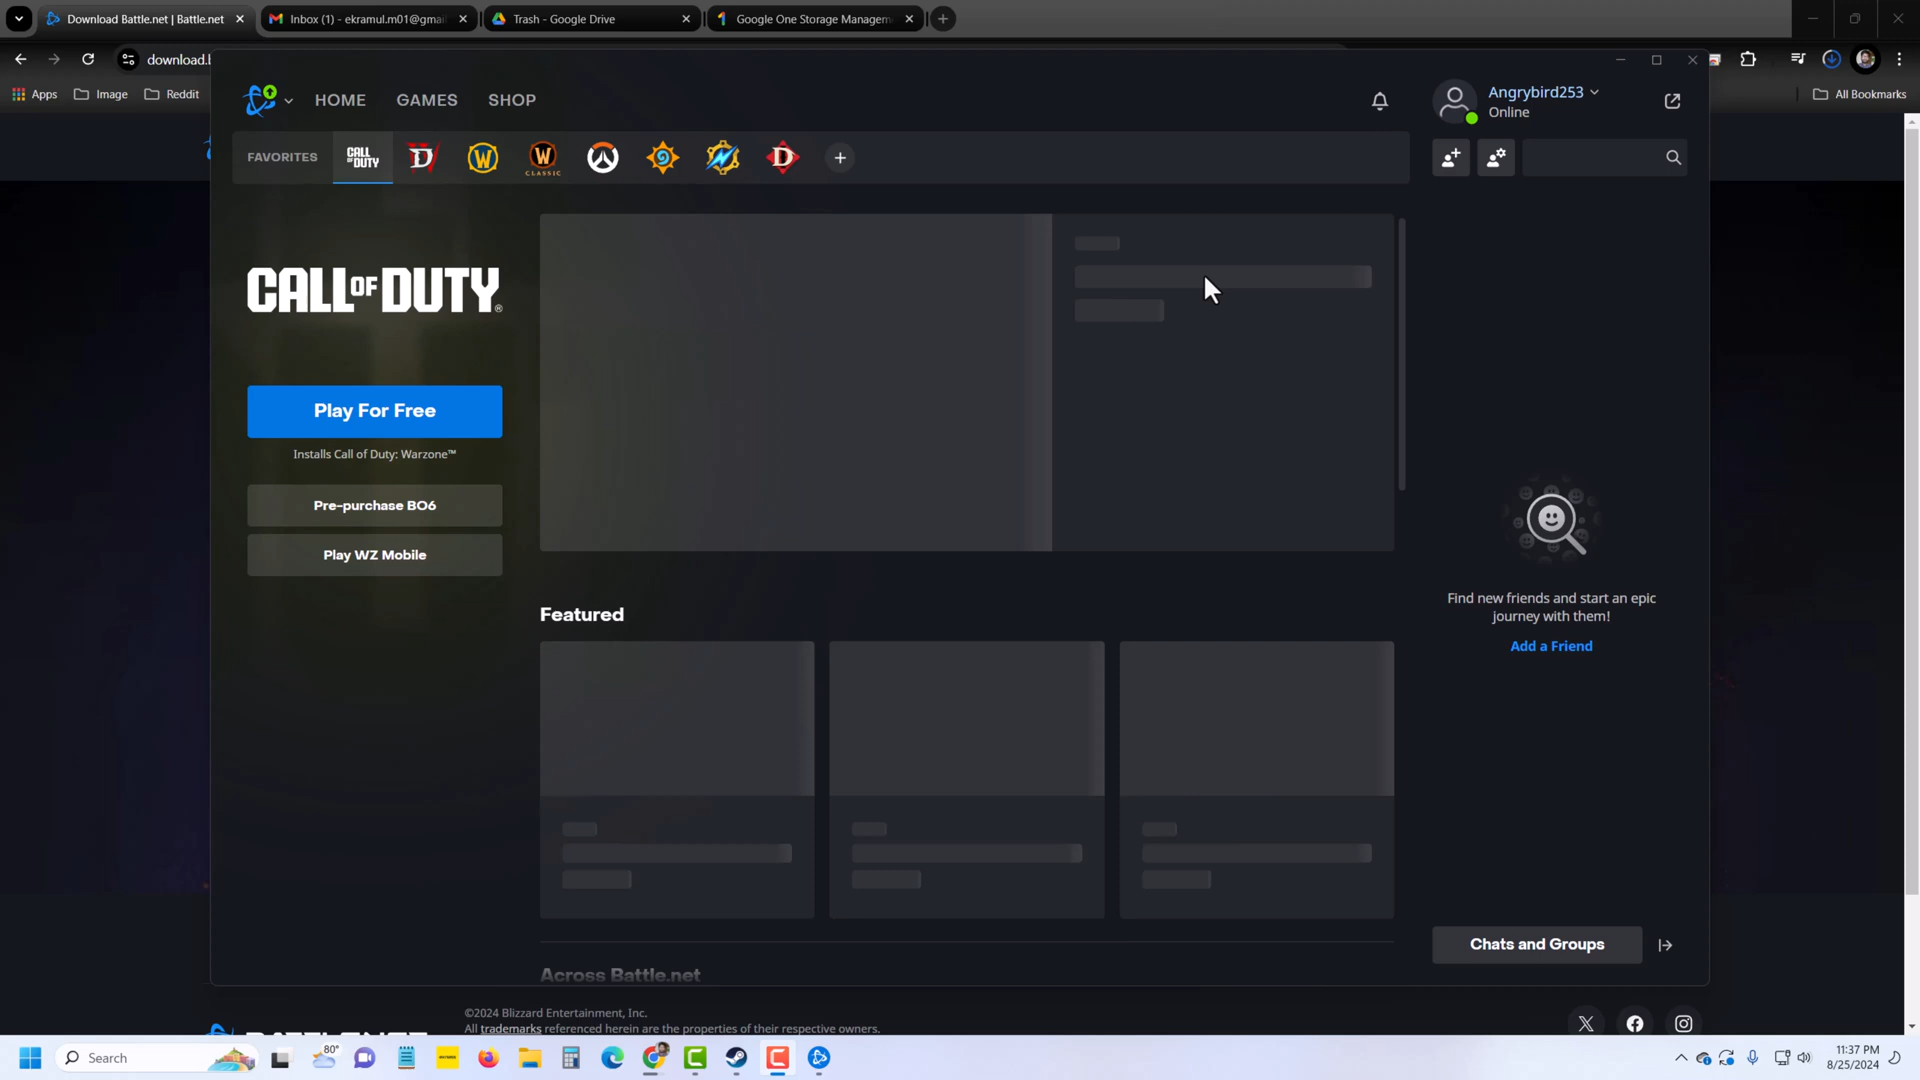 Download Battle.net | Battle.net
Inbox (1) - ekramul.m01@gmai
Trash - Google Drive
Google One Storage Managem
download.b
Apps
Image
Reddit
All Bookmarks
HOME
GAMES
SHOP
Angrybird253
Online
FAVORITES
CALL OF DUTY
CLASSIC
CALL OF DUTY
Play For Free
Installs Call of Duty: Warzone™
Pre-purchase BO6
Play WZ Mobile
Featured
Find new friends and start an epic
journey with them!
Add a Friend
Across Battle.net
Chats and Groups
©2024 Blizzard Entertainment, Inc.
All trademarks referenced herein are the properties of their respective owners.
Search
80°
11:37 PM
8/25/2024